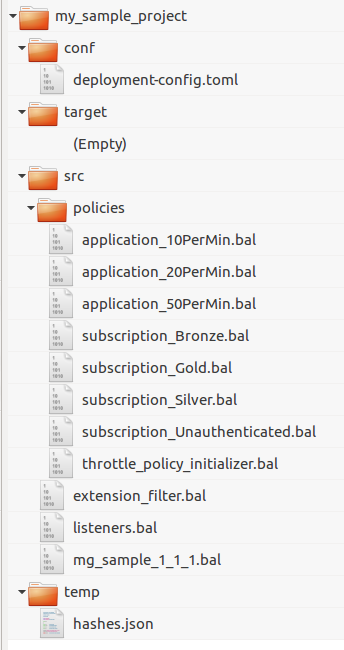 my_sample_project
conf
deployment-config.toml
target
(Empty)
src
policies
application_10PerMin.bal
application_20PerMin.bal
application_50PerMin.bal
subscription_Bronze.bal
subscription_Gold.bal
subscription_Silver.bal
subscription_Unauthenticated.bal
throttle_policy_initializer.bal
extension_filter.bal
listeners.bal
mg_sample_1_1_1.bal
temp
hashes.json